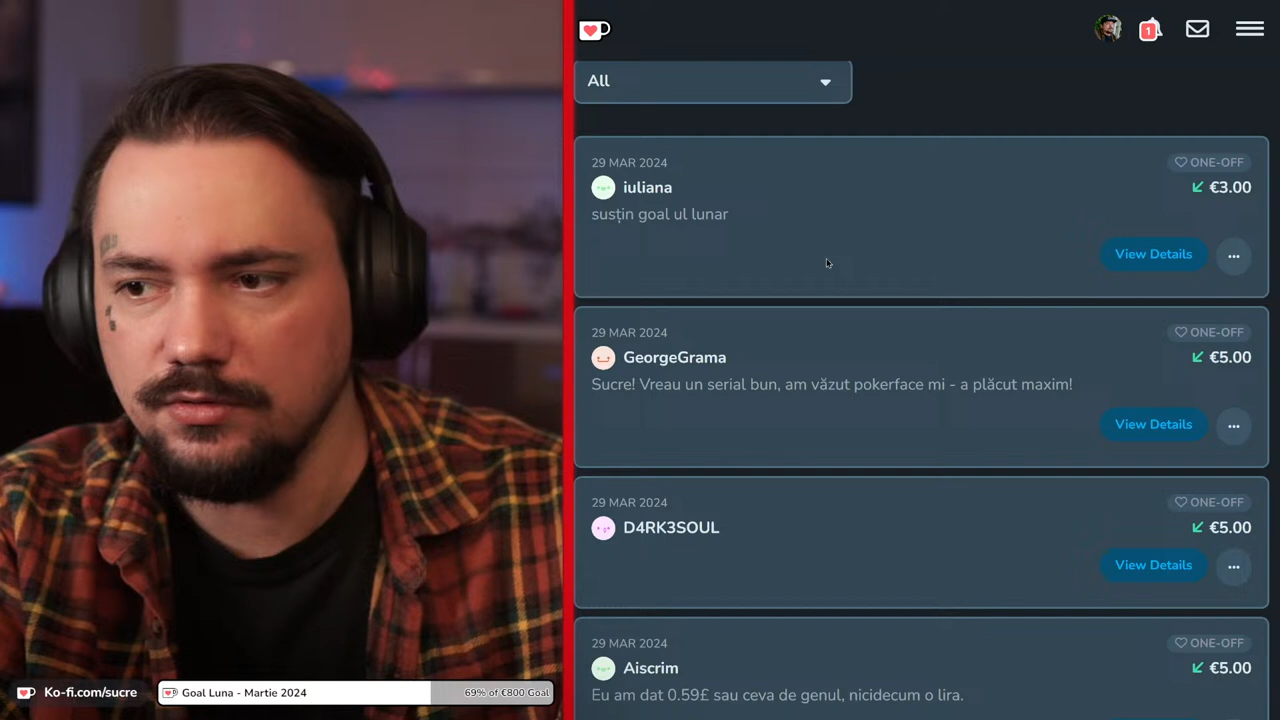 1
All
29 MAR 2024
ONE-OFF
iuliana
€3.00
susțin goal ul lunar
View Details
29 MAR 2024
ONE-OFF
GeorgeGrama
€5.00
Sucre! Vreau un serial bun, am văzut pokerface mi - a plăcut maxim!
View Details
29 MAR 2024
ONE-OFF
D4RK3SOUL
€5.00
View Details
29 MAR 2024
ONE-OFF
Aiscrim
€5.00
Eu am dat 0.59£ sau ceva de genul, nicidecum o lira.
Ko-fi.com/sucre
Goal Luna - Martie 2024
69% of €800 Goal